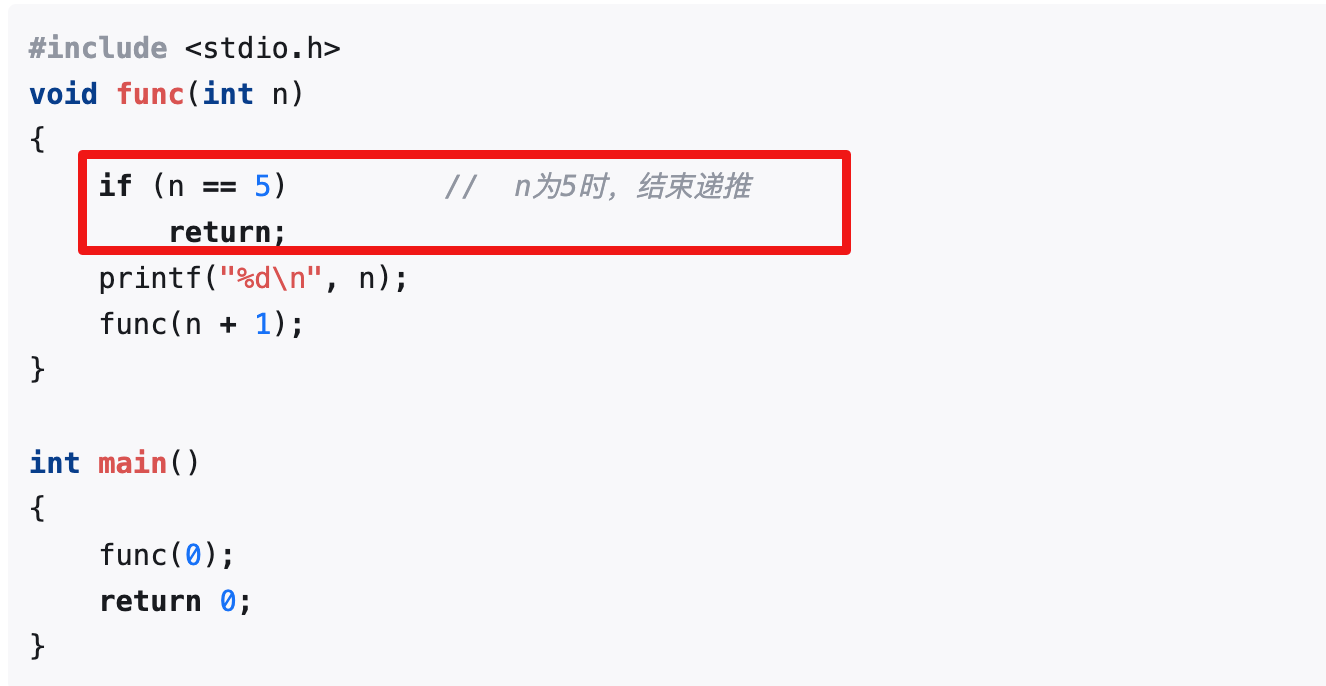 #include <stdio.h>
void func(int n)
{
    if (n == 5)         //  n为5时，结束递推
        return;
    printf("%d\n", n);
    func(n + 1);
}

int main()
{
    func(0);
    return 0;
}